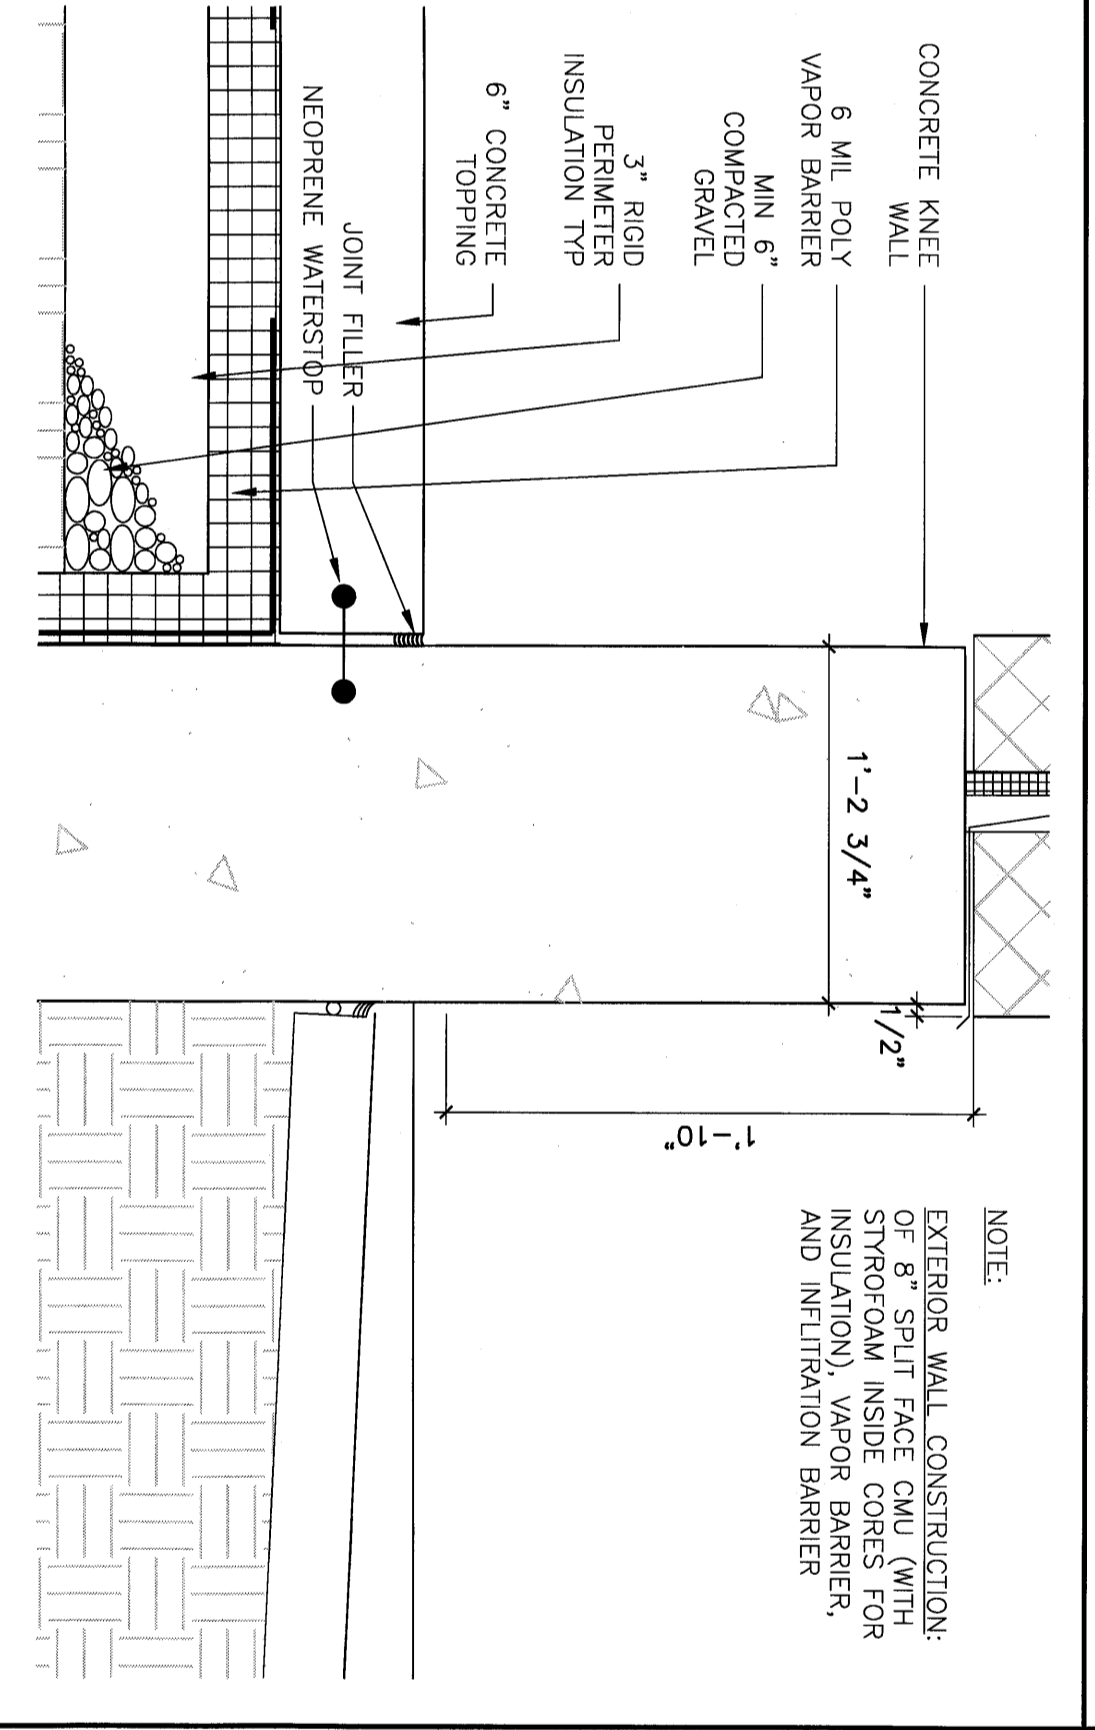 CONCRETE KNEE
WALL
6 MIL POLY
VAPOR BARRIER
MIN 6"
COMPACTED
GRAVEL
3" RIGID
PERIMETER
INSULATION TYP
6" CONCRETE
TOPPING
JOINT FILLER
NEOPRENE WATERSTOP
1'-2 3/4"
1/2"
1'-10"
NOTE:
EXTERIOR WALL CONSTRUCTION:
OF 8" SPLIT FACE CMU (WITH
STYROFOAM INSIDE CORES FOR
INSULATION), VAPOR BARRIER,
AND INFLITRATION BARRIER